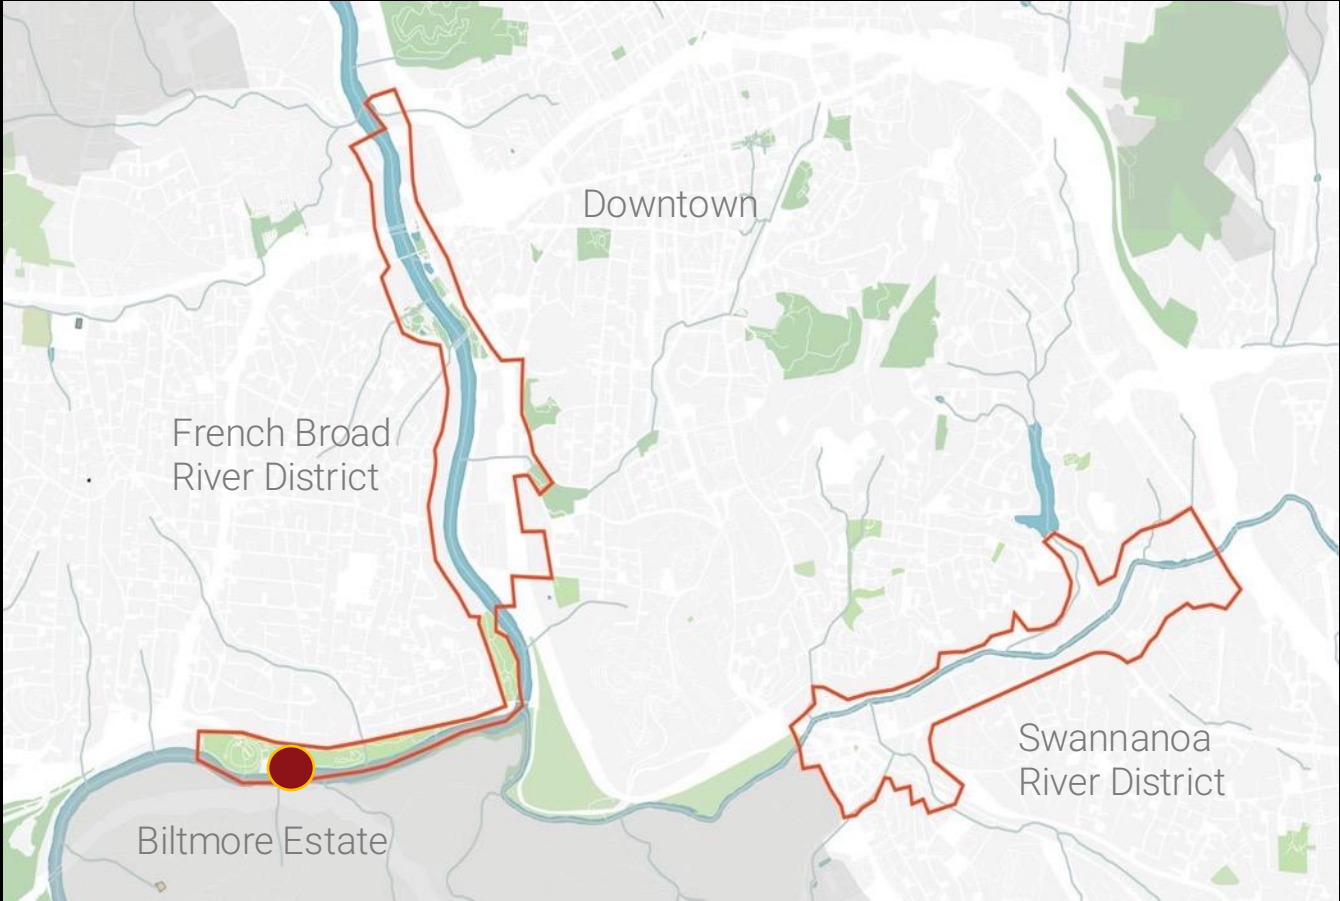 Downtown
French Broad
River District
Swannanoa
River District
Biltmore Estate